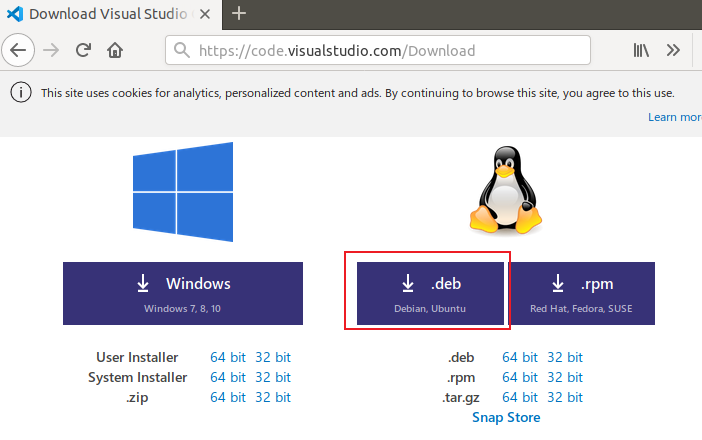 Download Visual Studio
https://code.visualstudio.com/Download
This site uses cookies for analytics, personalized content and ads. By continuing to browse this site, you agree to this use.
Learn more
Windows
Windows 7, 8, 10
.deb
Debian, Ubuntu
.rpm
Red Hat, Fedora, SUSE
User Installer 64 bit 32 bit
System Installer 64 bit 32 bit
.zip 64 bit 32 bit
.deb 64 bit 32 bit
.rpm 64 bit 32 bit
.tar.gz 64 bit 32 bit
Snap Store